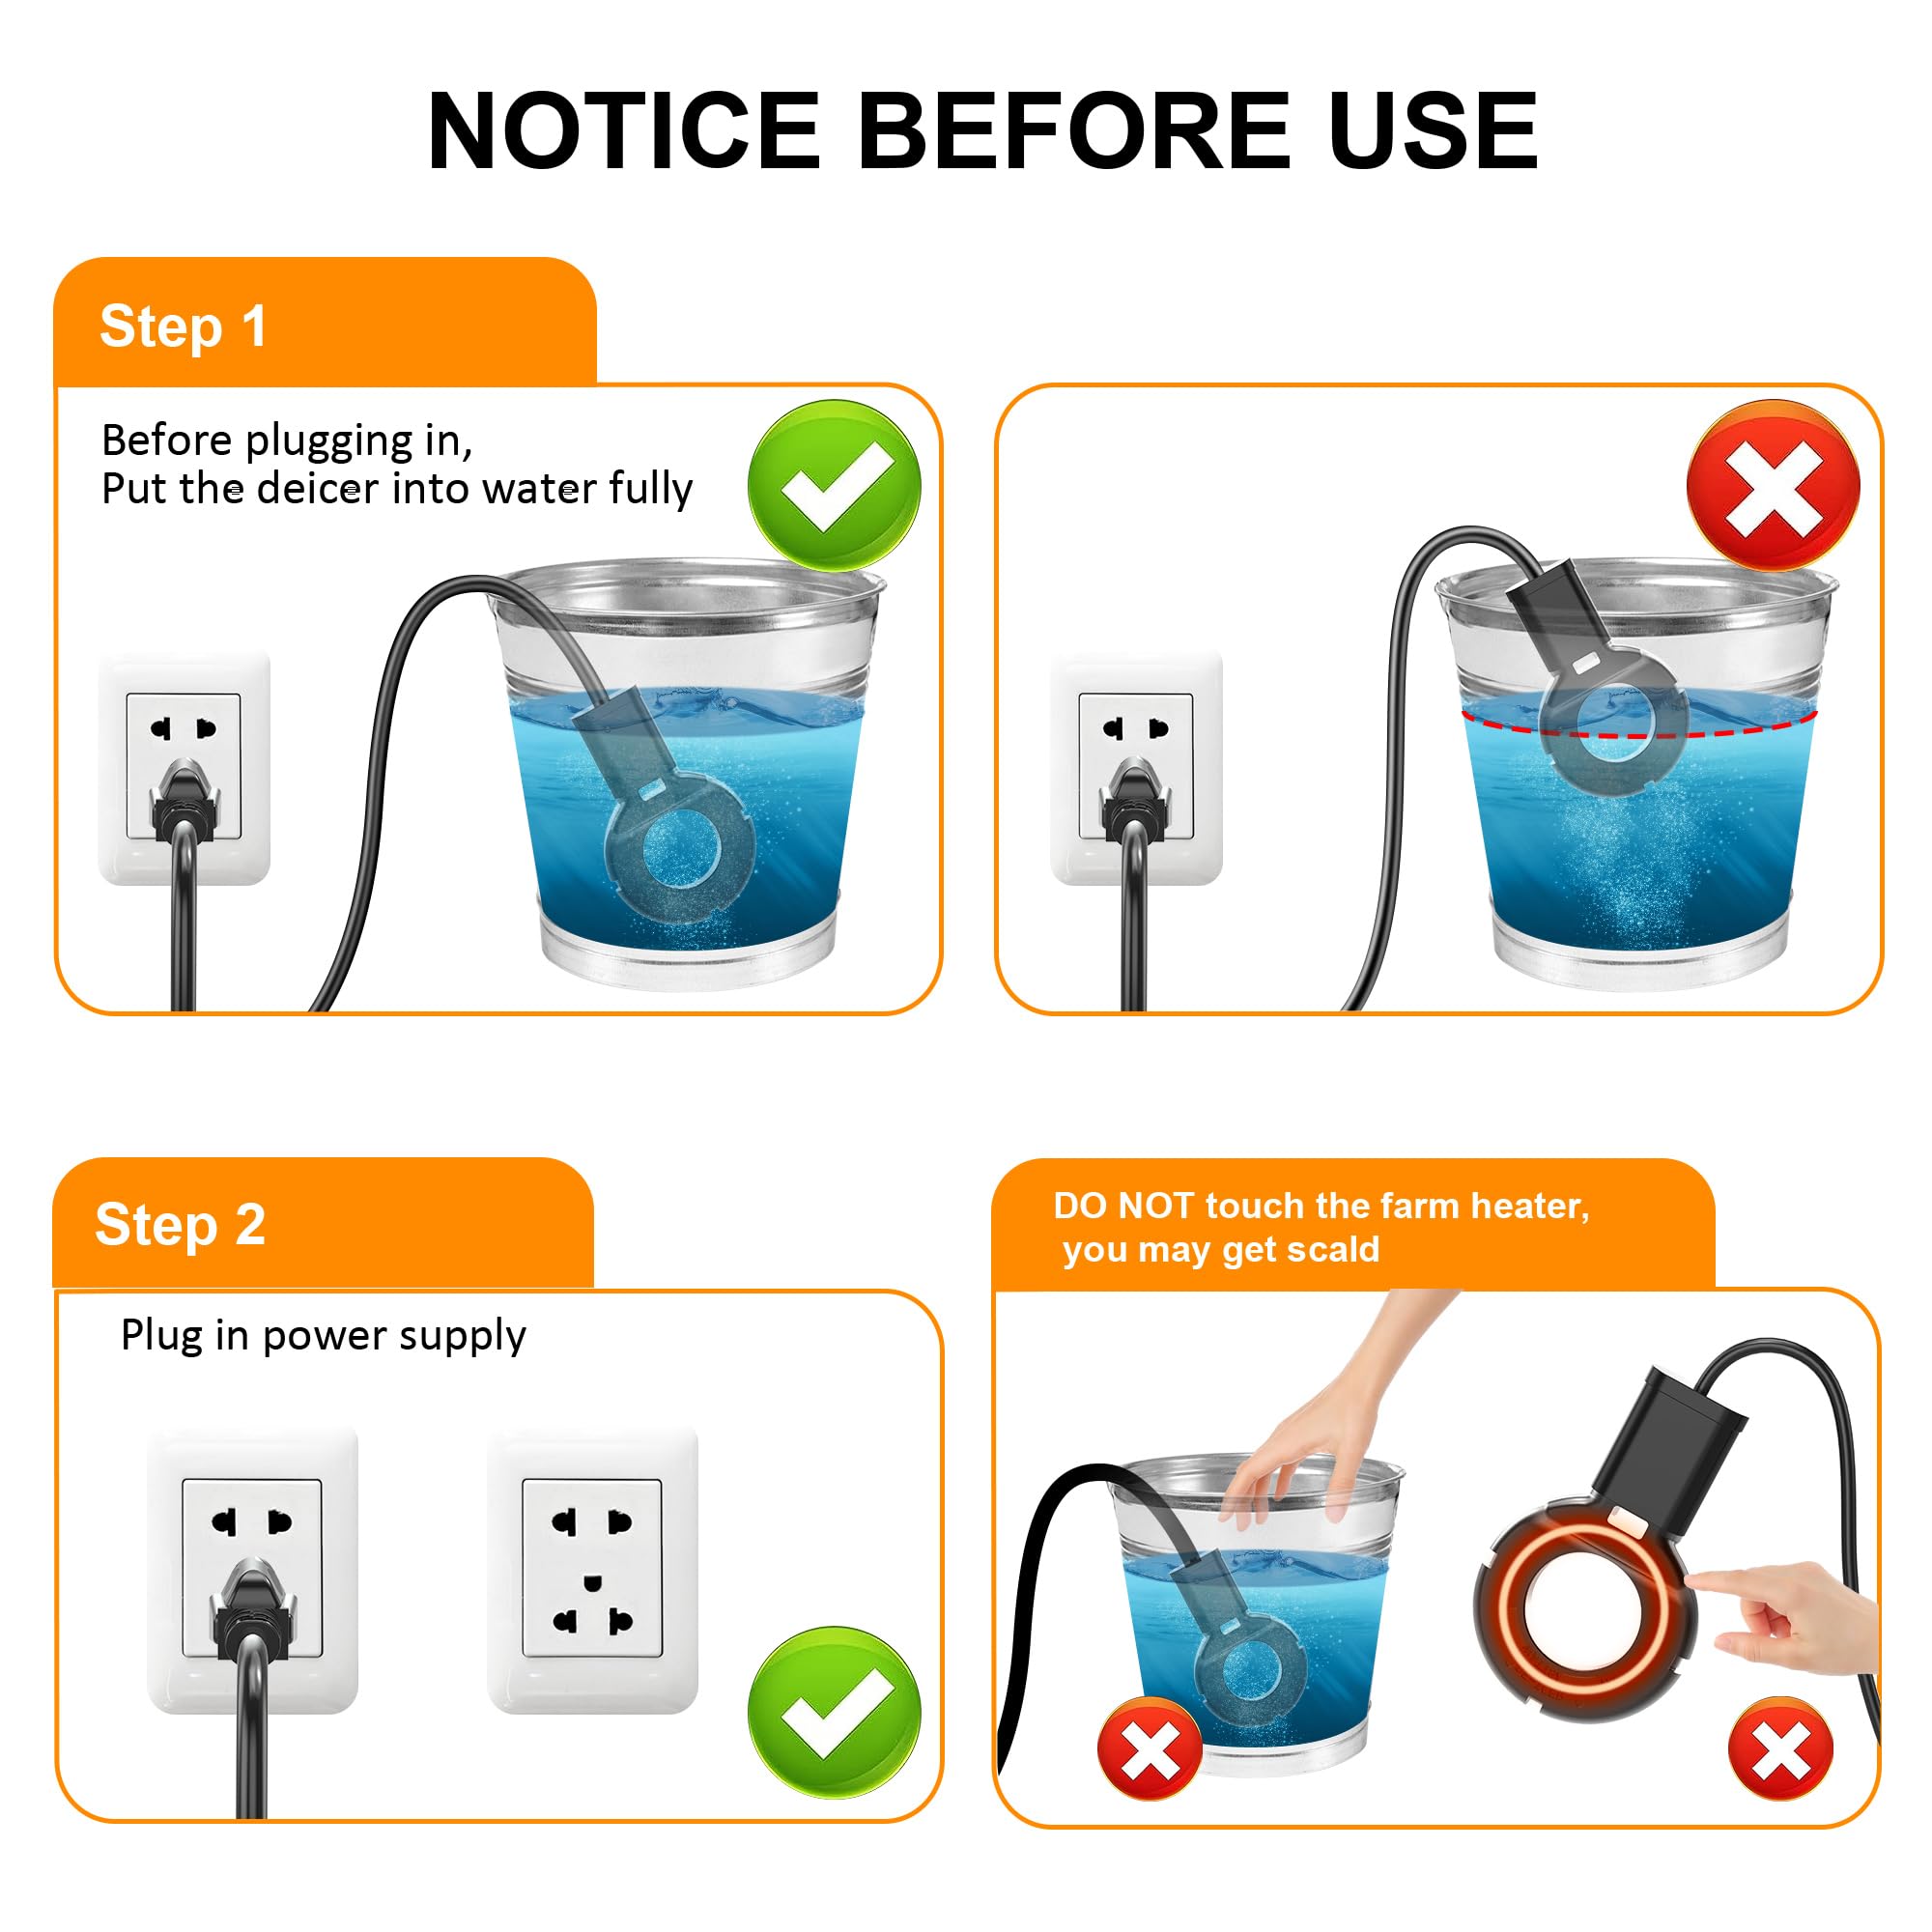 NOTICE BEFORE USE
Step 1
Before plugging in,
Put the deicer into water fully
Step 2
Plug in power supply
DO NOT touch the farm heater,
you may get scald